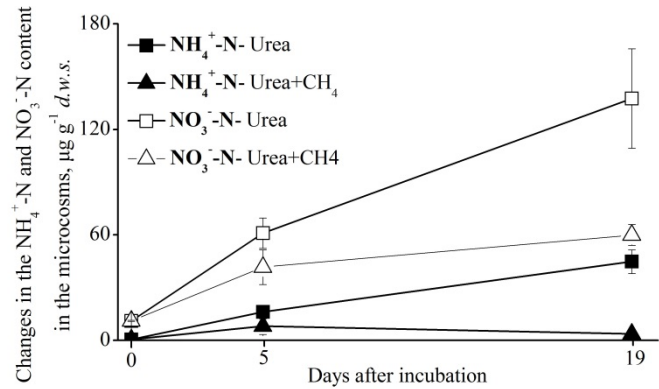 Changes in the NH₄⁺-N and NO₃⁻-N content
in the microcosms, μg g⁻¹ d.w.s.
180
120
60
0
NH₄⁺-N- Urea
NH₄⁺-N- Urea+CH₄
NO₃⁻-N- Urea
NO₃⁻-N- Urea+CH4
0
5
19
Days after incubation